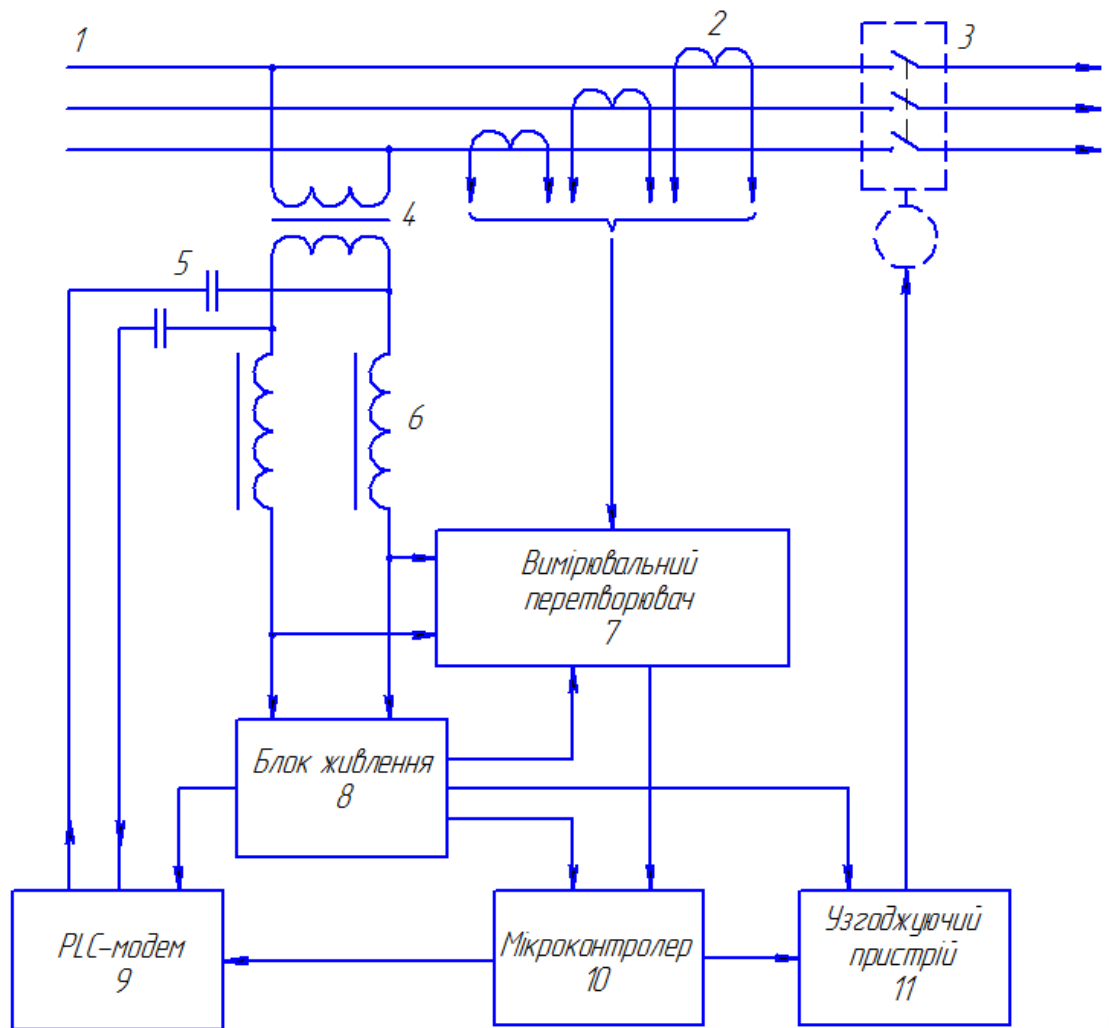 1
2
3
4
5
6
Вимірювальний
перетворювач
7
Блок живлення
8
PLC-модем
9
Мікроконтролер
10
Узгоджуючий
пристрій
11